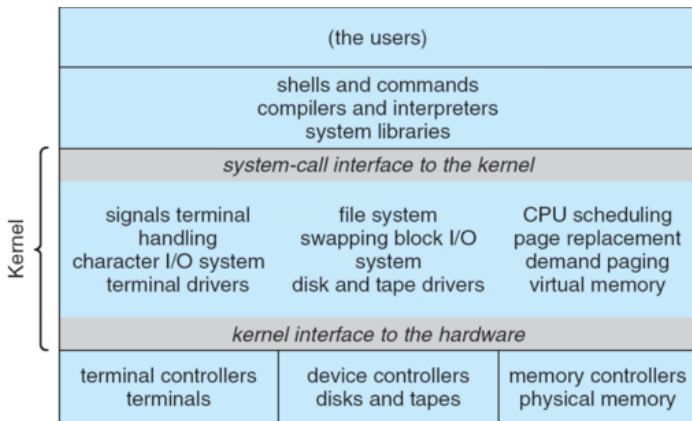 (the users)
shells and commands
compilers and interpreters
system libraries
system-call interface to the kernel
Kernel
signals terminal
handling
character I/O system
terminal drivers
file system
swapping block I/O
system
disk and tape drivers
CPU scheduling
page replacement
demand paging
virtual memory
kernel interface to the hardware
terminal controllers
terminals
device controllers
disks and tapes
memory controllers
physical memory